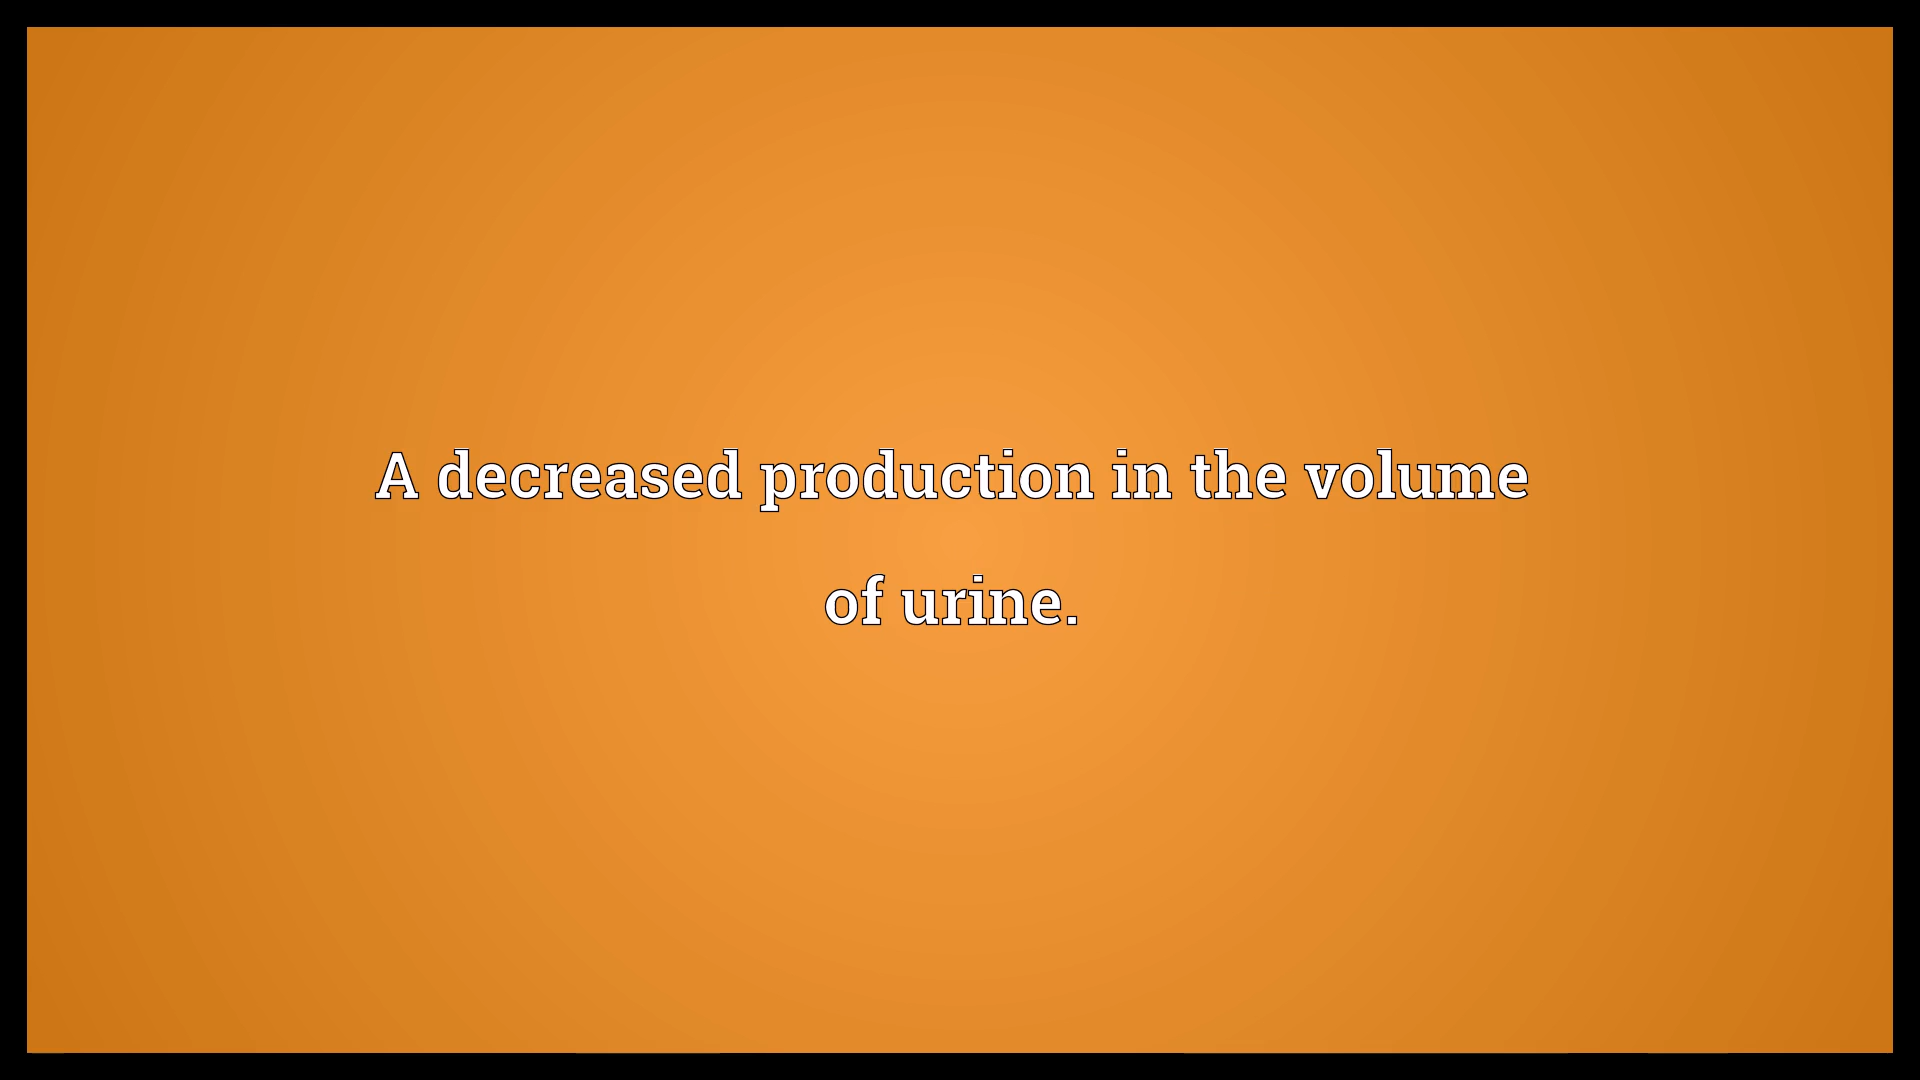 A decreased production in the volume
of urine.